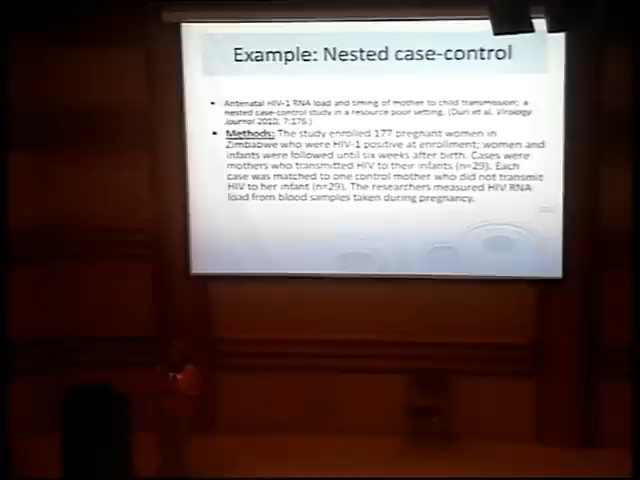 Example: Nested case-control
• Antenatal HIV-1 RNA load and timing of mother to child transmission; a
nested case-control study in a resource poor setting. (Duri et al. Virology
Journal 2010, 7:176.)
• Methods: The study enrolled 177 pregnant women in
Zimbabwe who were HIV-1 positive at enrollment; women and
infants were followed until six weeks after birth. Cases were
mothers who transmitted HIV to their infants (n=29). Each
case was matched to one control mother who did not transmit
HIV to her infant (n=29). The researchers measured HIV RNA
load from blood samples taken during pregnancy.